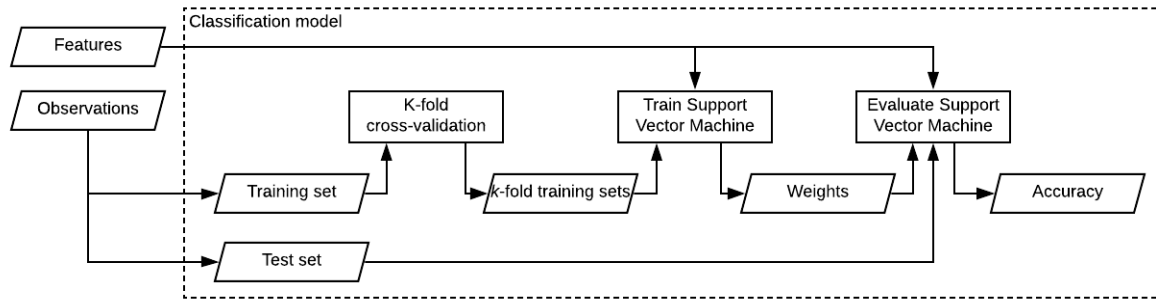 Classification model
Features
Observations
K-fold
cross-validation
Train Support
Vector Machine
Evaluate Support
Vector Machine
Training set
k-fold training sets
Weights
Accuracy
Test set